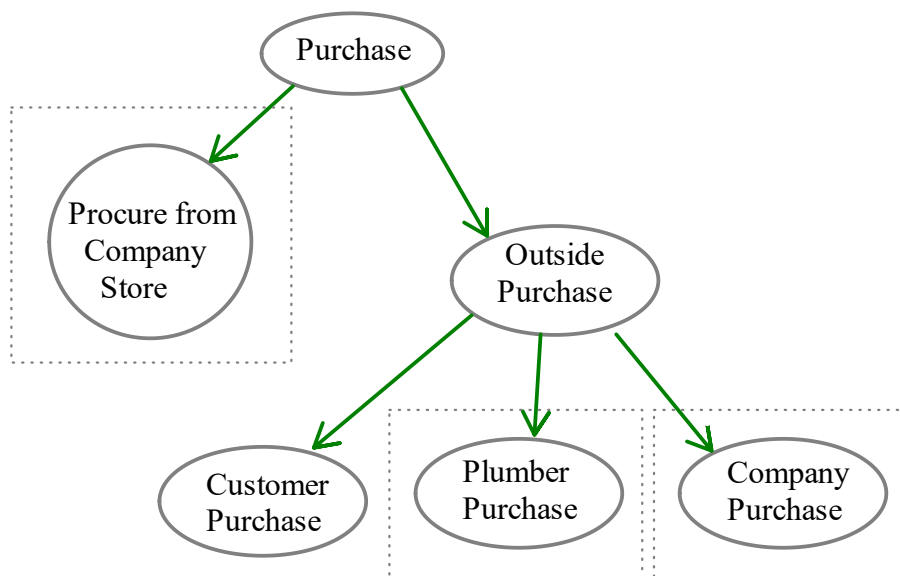 Purchase
Procure from
Company
Store
Outside
Purchase
Customer
Purchase
Plumber
Purchase
Company
Purchase